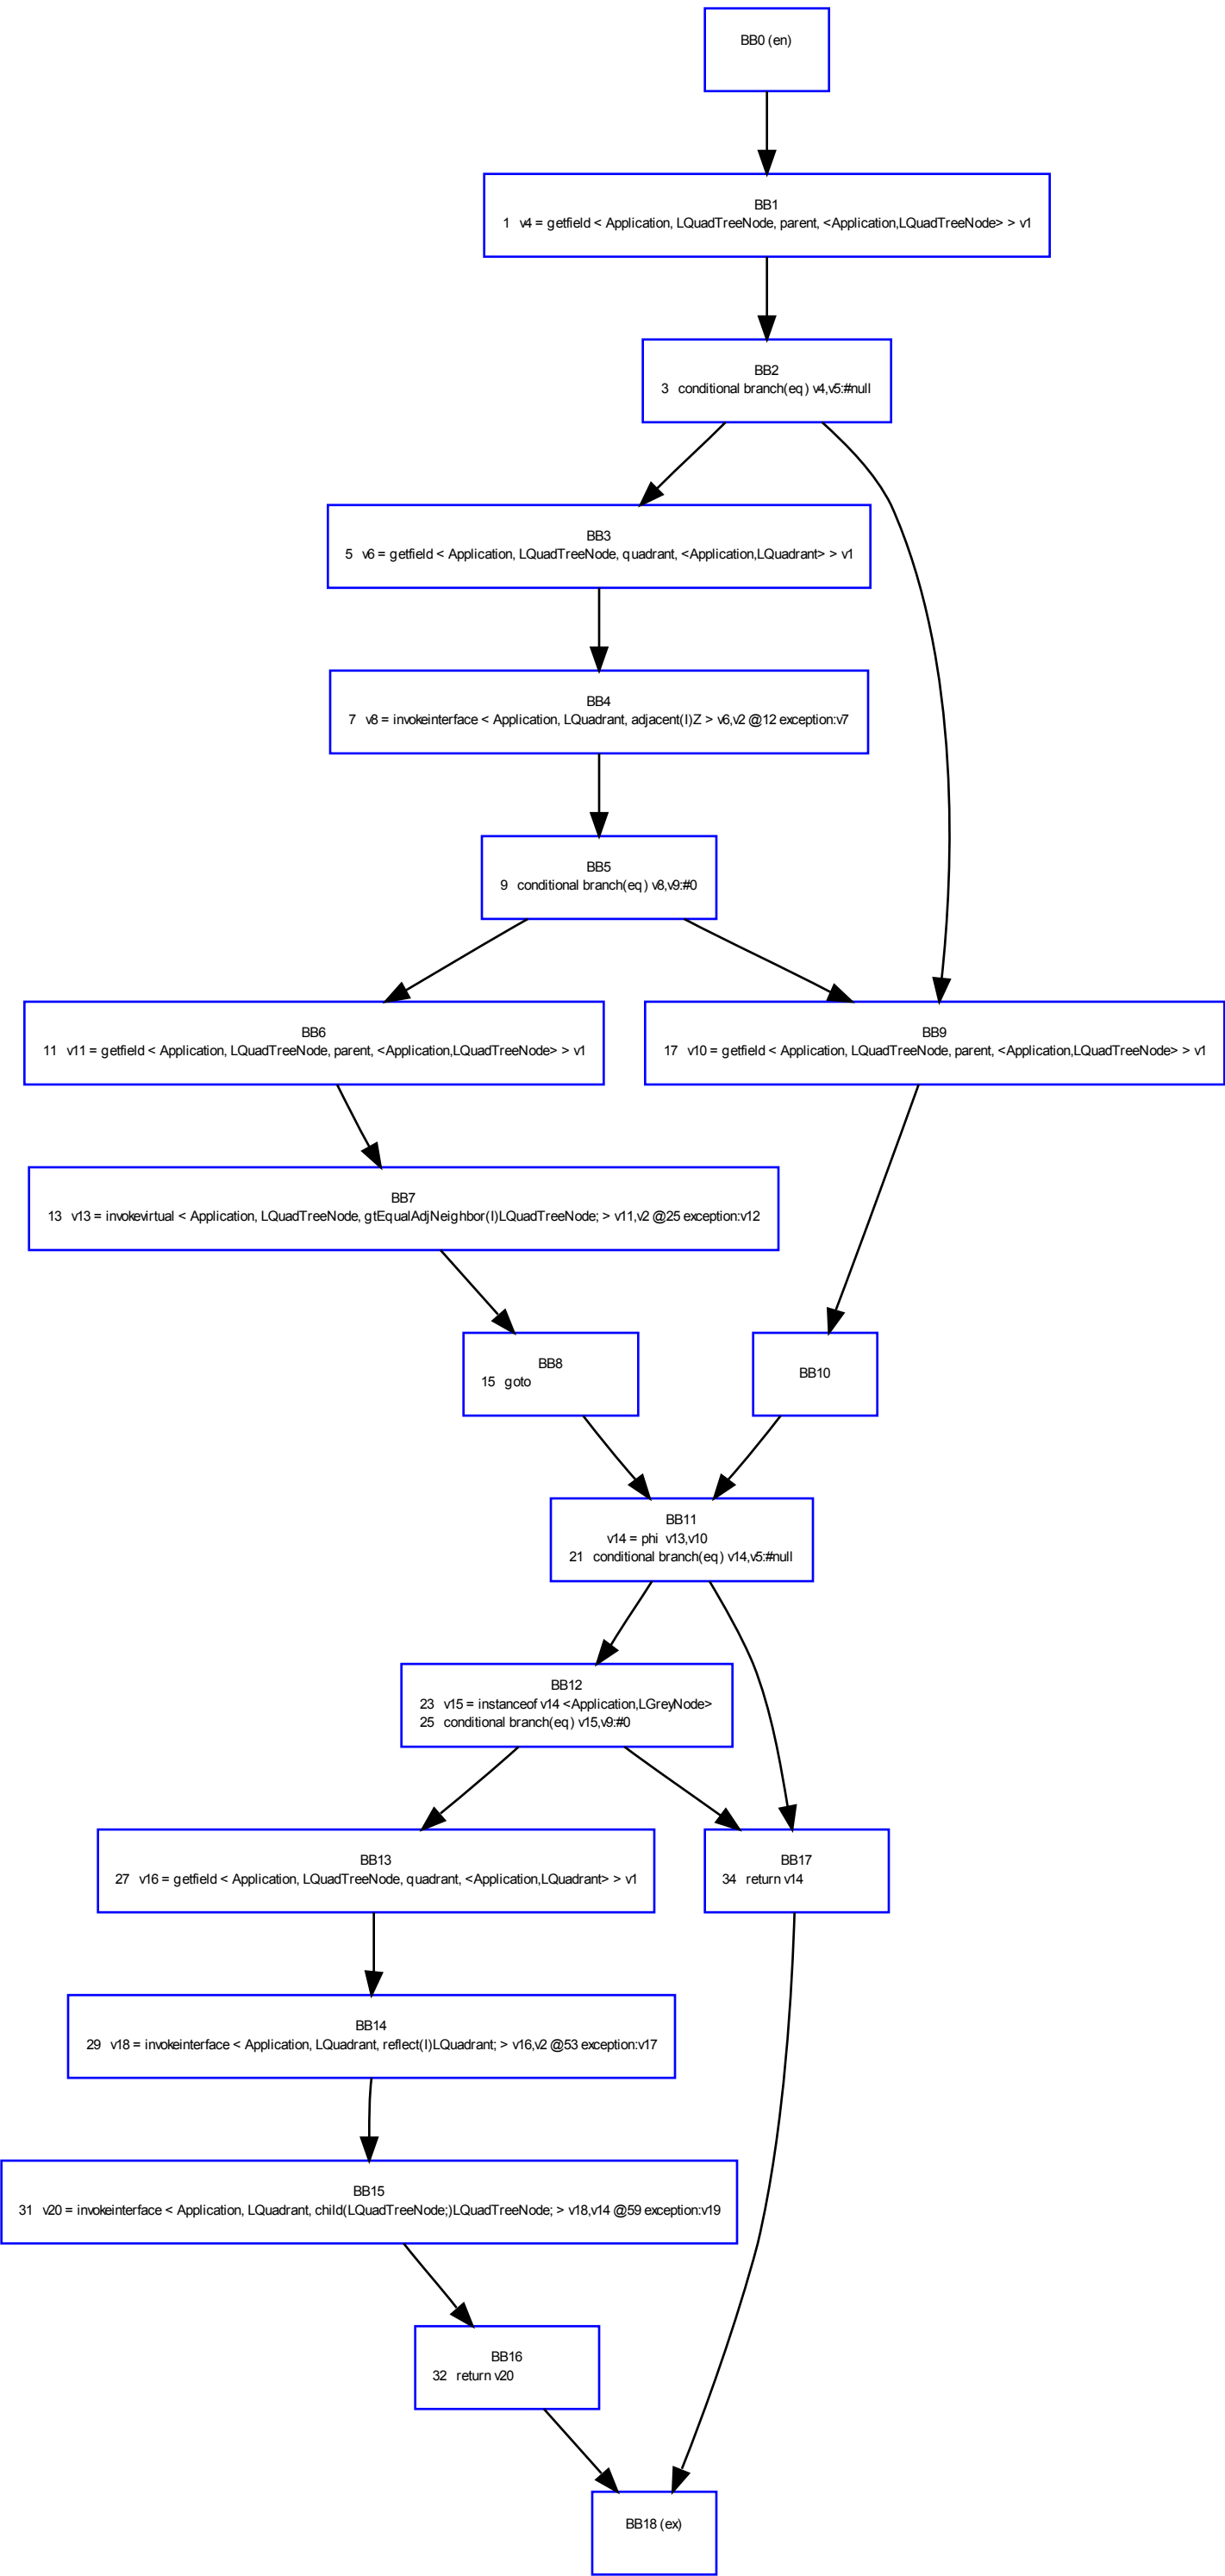 BB0 (en)
BB1
1 v4 = getfield < Application, LQuadTreeNode, parent, <Application,LQuadTreeNode> > v1
BB2
3 conditional branch(eq) v4,v5:#null
BB3
5 v6 = getfield < Application, LQuadTreeNode, quadrant, <Application,LQuadrant> > v1
BB4
7 v8 = invokeinterface < Application, LQuadrant, adjacent(I)Z > v6,v2 @12 exception:v7
BB5
9 conditional branch(eq) v8,v9:#0
BB6
11 v11 = getfield < Application, LQuadTreeNode, parent, <Application,LQuadTreeNode> > v1
BB9
17 v10 = getfield < Application, LQuadTreeNode, parent, <Application,LQuadTreeNode> > v1
BB7
13 v13 = invokevirtual < Application, LQuadTreeNode, gtEqualAdjNeighbor(I)LQuadTreeNode; > v11,v2 @25 exception:v12
BB8
15 goto
BB10
BB11
v14 = phi v13,v10
21 conditional branch(eq) v14,v5:#null
BB12
23 v15 = instanceof v14 <Application,LGreyNode>
25 conditional branch(eq) v15,v9:#0
BB13
27 v16 = getfield < Application, LQuadTreeNode, quadrant, <Application,LQuadrant> > v1
BB17
34 return v14
BB14
29 v18 = invokeinterface < Application, LQuadrant, reflect(I)LQuadrant; > v16,v2 @53 exception:v17
BB15
31 v20 = invokeinterface < Application, LQuadrant, child(LQuadTreeNode;)LQuadTreeNode; > v18,v14 @59 exception:v19
BB16
32 return v20
BB18 (ex)